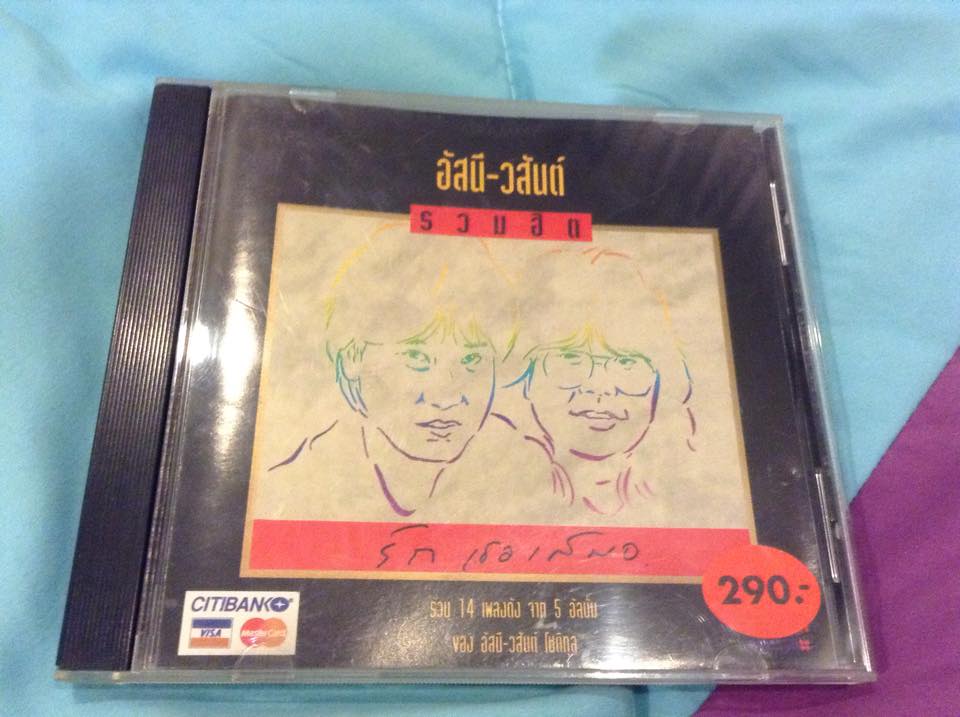 อัสนี-วสันต์
รวมฮิต
รักเธอเสมอ
290.-
CITIBANK
VISA
MasterCard
รวม 14 เพลงดัง จาก 5 อัลบั้ม
ของ อัสนี-วสันต์ โชติกุล